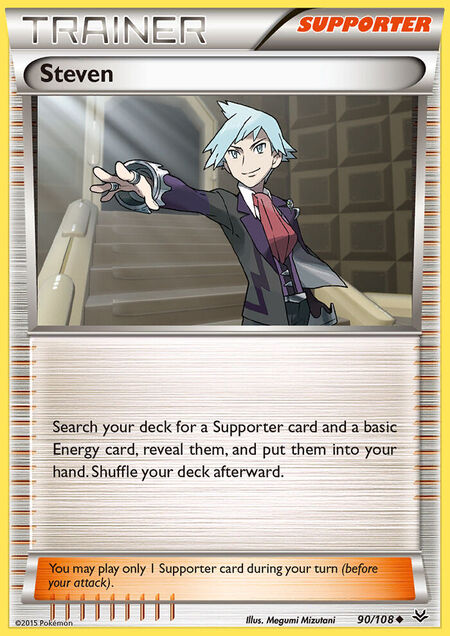 TRAINER
SUPPORTER
Steven
Search your deck for a Supporter card and a basic
Energy card, reveal them, and put them into your
hand. Shuffle your deck afterward.
You may play only 1 Supporter card during your turn (before
your attack).
©2015 Pokémon
Illus. Megumi Mizutani
90/108